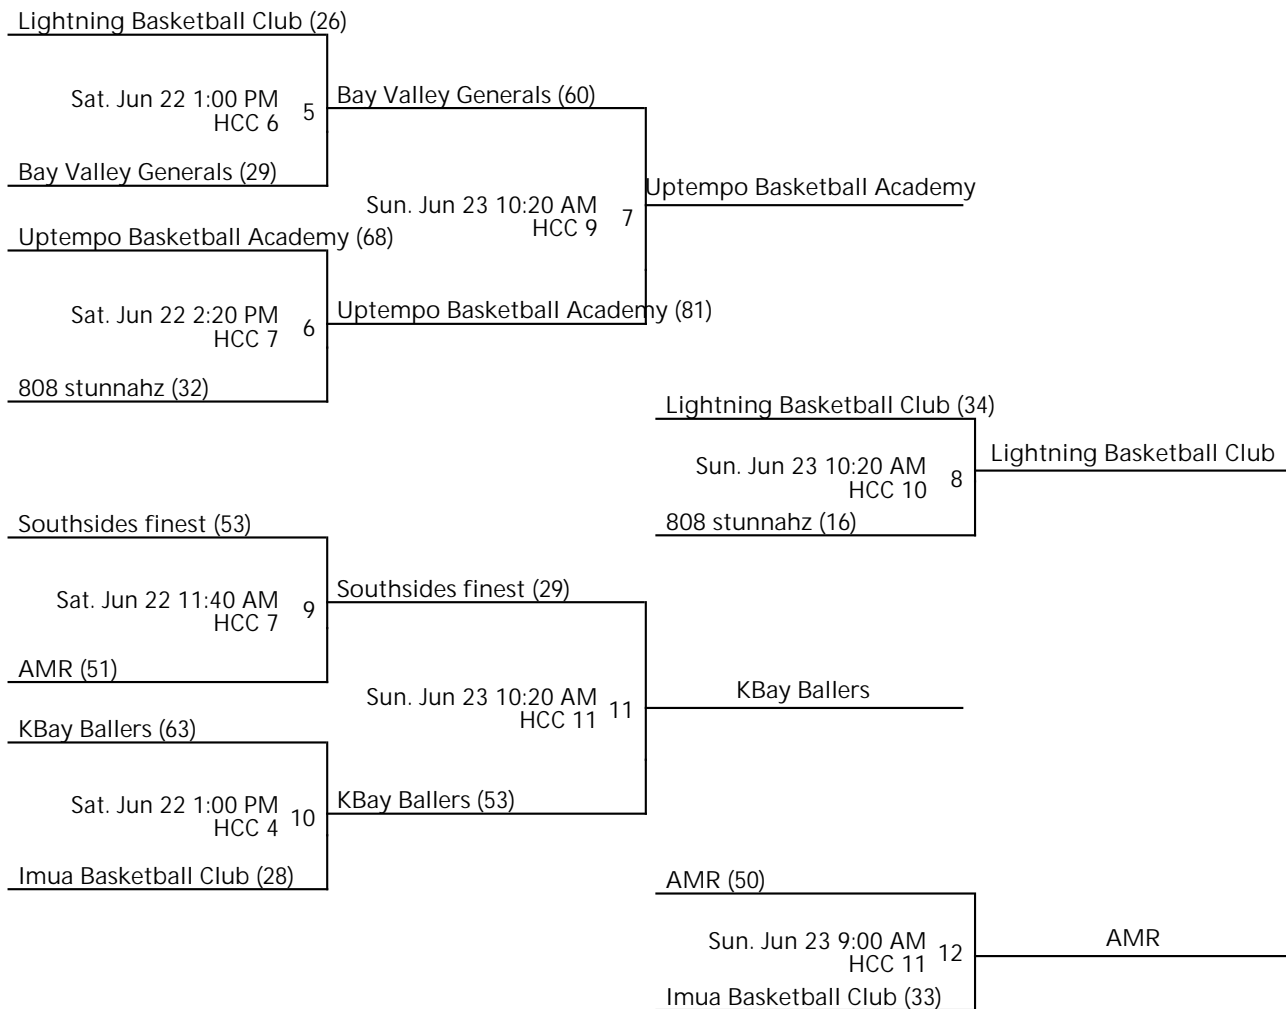 Lightning Basketball Club (26)
Sat. Jun 22 1:00 PM
HCC 6
5
Bay Valley Generals (29)
Bay Valley Generals (60)
Uptempo Basketball Academy (68)
Sat. Jun 22 2:20 PM
HCC 7
6
808 stunnahz (32)
Uptempo Basketball Academy (81)
Sun. Jun 23 10:20 AM
HCC 9
7
Uptempo Basketball Academy
Lightning Basketball Club (34)
Sun. Jun 23 10:20 AM
HCC 10
8
808 stunnahz (16)
Lightning Basketball Club
Southsides finest (53)
Sat. Jun 22 11:40 AM
HCC 7
9
AMR (51)
Southsides finest (29)
KBay Ballers (63)
Sat. Jun 22 1:00 PM
HCC 4
10
Imua Basketball Club (28)
KBay Ballers (53)
Sun. Jun 23 10:20 AM
HCC 11
11
KBay Ballers
AMR (50)
Sun. Jun 23 9:00 AM
HCC 11
12
Imua Basketball Club (33)
AMR